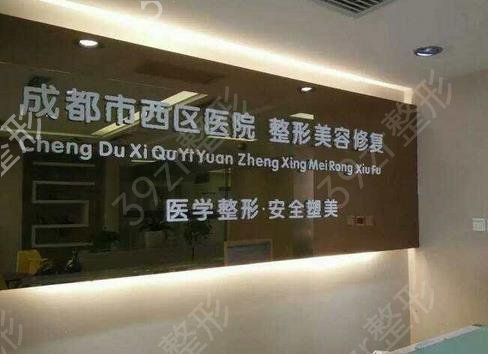 成都市西区医院 整形美容修复
Cheng Du Xi Qu Yi Yuan Zheng Xing Mei Rong Xiu Fu
医学整形·安全塑美